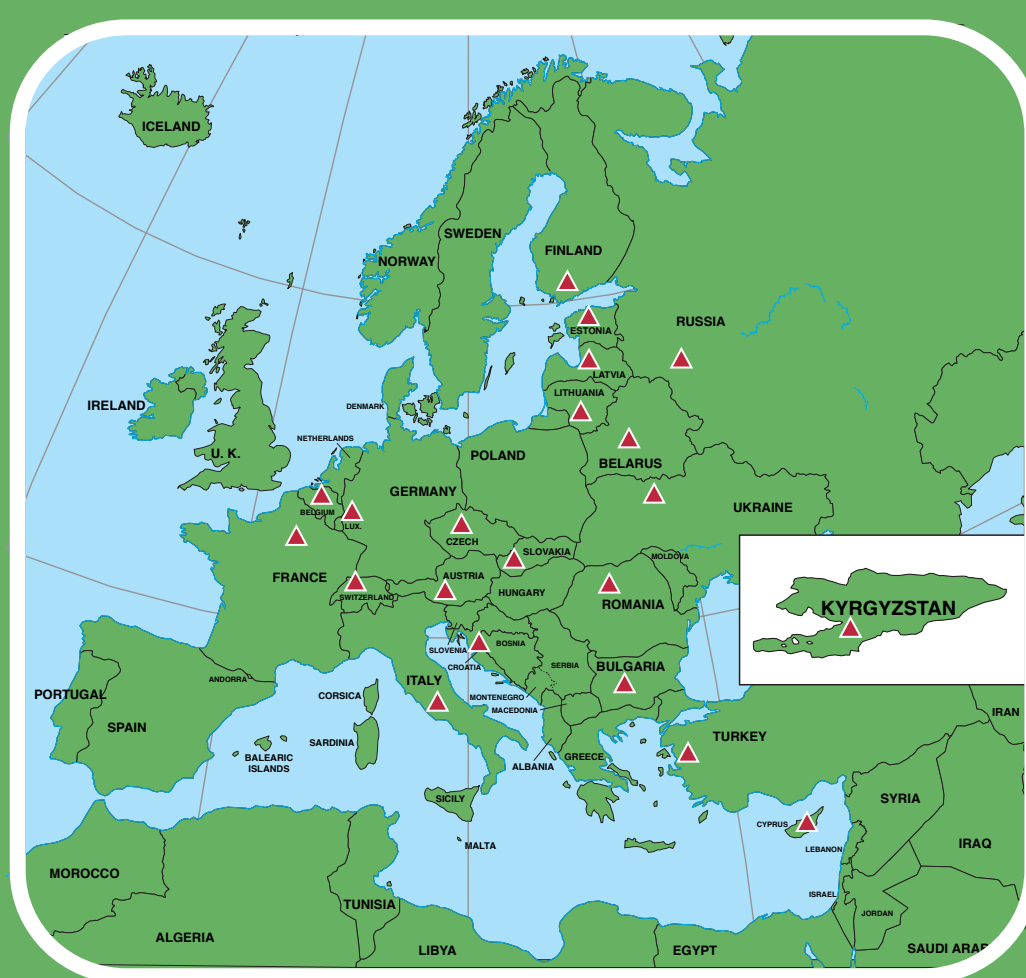 ICELAND
SWEDEN
FINLAND
NORWAY
RUSSIA
ESTONIA
LATVIA
LITHUANIA
IRELAND
DENMARK
NETHERLANDS
U. K.
POLAND
BELARUS
GERMANY
UKRAINE
BELGIUM
LUX.
CZECH
SLOVAKIA
MOLDOVA
FRANCE
AUSTRIA
SWITZERLAND
HUNGARY
ROMANIA
KYRGYZSTAN
SLOVENIA
BOSNIA
CROATIA
SERBIA
BULGARIA
ANDORRA
ITALY
PORTUGAL
CORSICA
MONTENEGRO
MACEDONIA
IRAN
SPAIN
SARDINIA
TURKEY
BALEARIC
ISLANDS
ALBANIA
GREECE
SICILY
SYRIA
CYPRUS
MALTA
LEBANON
IRAQ
MOROCCO
ISRAEL
TUNISIA
JORDAN
ALGERIA
LIBYA
EGYPT
SAUDI ARAB